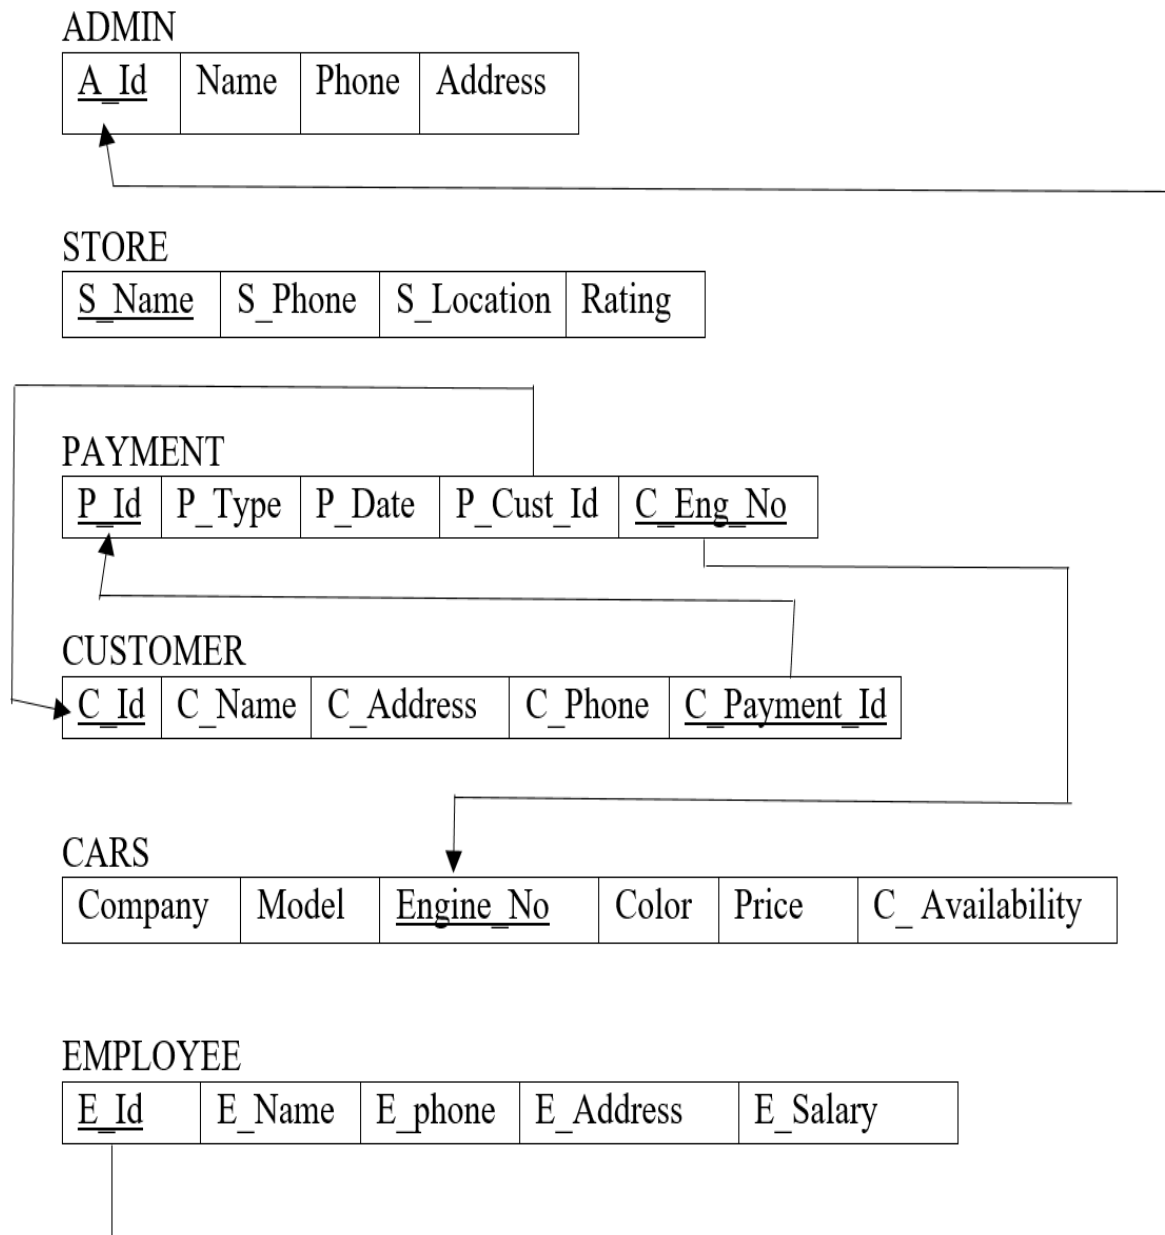 ADMIN
A_Id Name Phone Address
STORE
S_Name S_Phone S_Location Rating
PAYMENT
P_Id P_Type P_Date P_Cust_Id C_Eng_No
CUSTOMER
C_Id C_Name C_Address C_Phone C_Payment_Id
CARS
Company Model Engine_No Color Price C_ Availability
EMPLOYEE
E_Id E_Name E_phone E_Address E_Salary